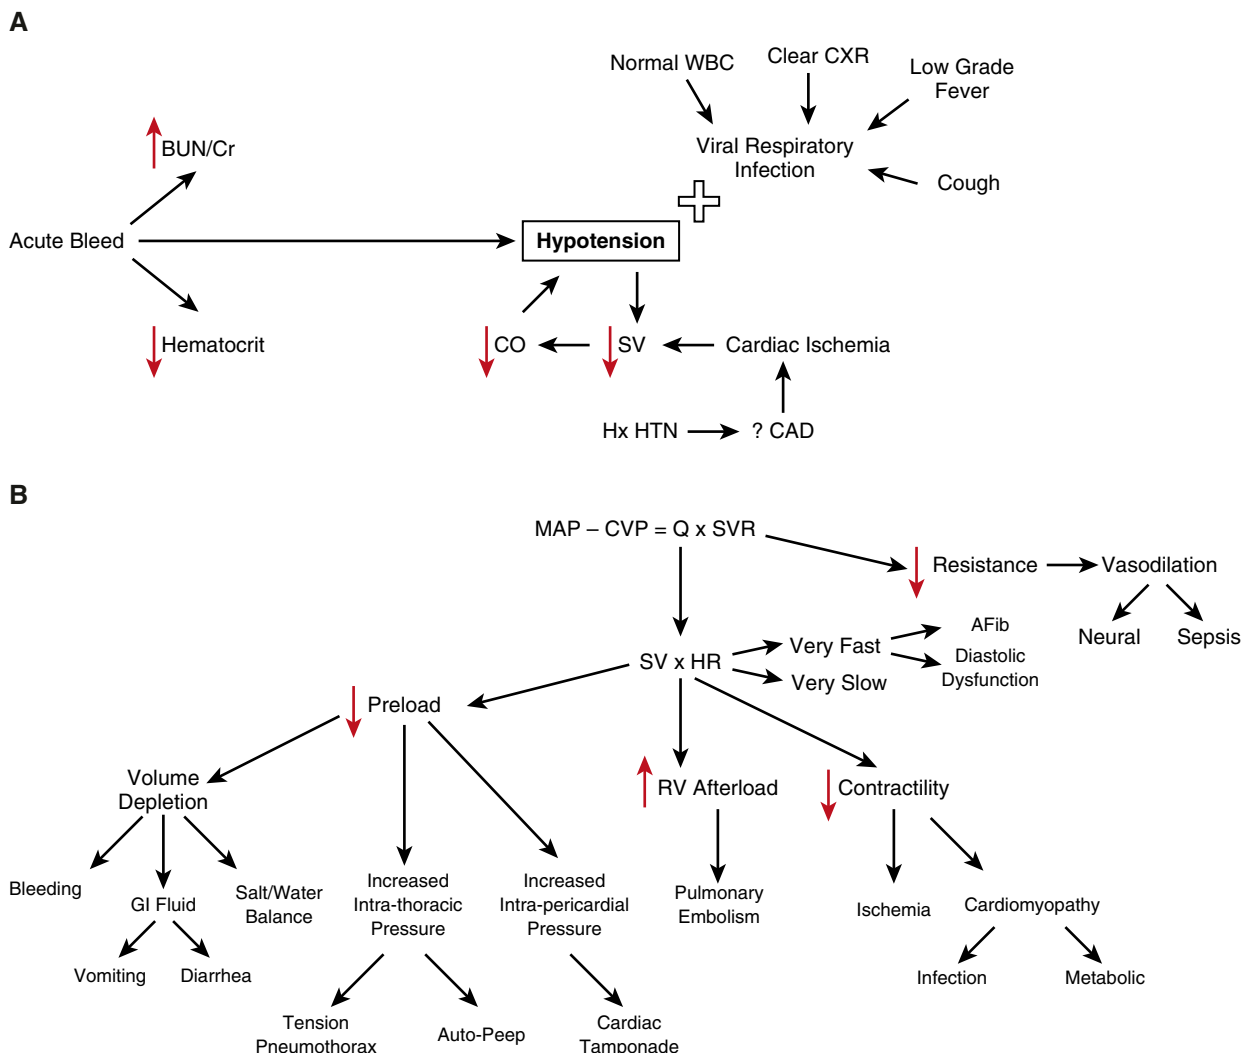 A
Normal WBC
Clear CXR
Low Grade
Fever
BUN/Cr
Viral Respiratory
Infection
Cough
Acute Bleed
Hypotension
Hematocrit
CO
SV
Cardiac Ischemia
Hx HTN
? CAD
B
MAP – CVP = Q x SVR
Resistance
Vasodilation
Neural
Sepsis
SV x HR
Very Fast
Very Slow
AFib
Diastolic
Dysfunction
Preload
Volume
Depletion
RV Afterload
Contractility
Bleeding
GI Fluid
Salt/Water
Balance
Vomiting
Diarrhea
Increased
Intra-thoracic
Pressure
Increased
Intra-pericardial
Pressure
Pulmonary
Embolism
Ischemia
Cardiomyopathy
Infection
Metabolic
Tension
Pneumothorax
Auto-Peep
Cardiac
Tamponade